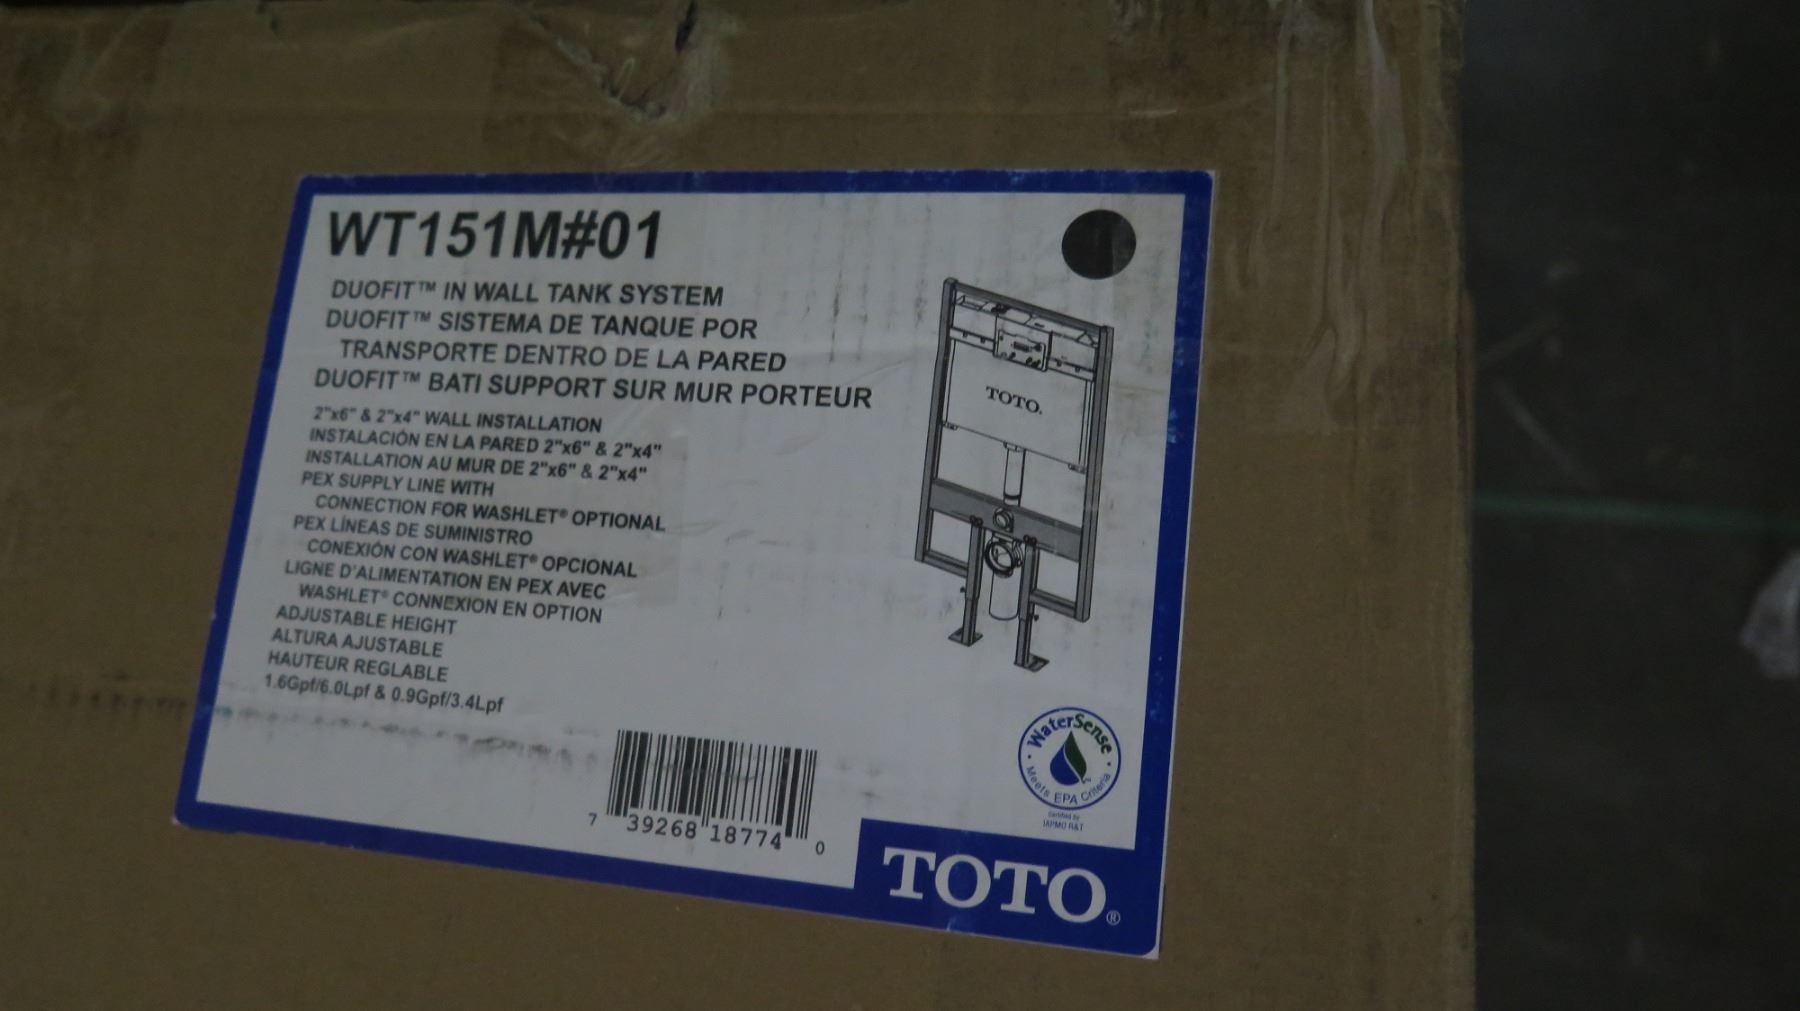 WT151M#01
DUOFIT™ IN WALL TANK SYSTEM
DUOFIT™ SISTEMA DE TANQUE POR
TRANSPORTE DENTRO DE LA PARED
DUOFIT™ BATI SUPPORT SUR MUR PORTEUR
2"x6" & 2"x4" WALL INSTALLATION
INSTALACIÓN EN LA PARED 2"x6" & 2"x4"
INSTALLATION AU MUR DE 2"x6" & 2"x4"
PEX SUPPLY LINE WITH
CONNECTION FOR WASHLET® OPTIONAL
PEX LÍNEAS DE SUMINISTRO
CONEXIÓN CON WASHLET® OPCIONAL
LIGNE D'ALIMENTATION EN PEX AVEC
WASHLET® CONNEXION EN OPTION
ADJUSTABLE HEIGHT
ALTURA AJUSTABLE
HAUTEUR REGLABLE
1.6Gpf/6.0Lpf & 0.9Gpf/3.4Lpf
TOTO.
WaterSense
Meets EPA Criteria
Certified by
IAPMO R&T
7 39268 18774 0
TOTO®